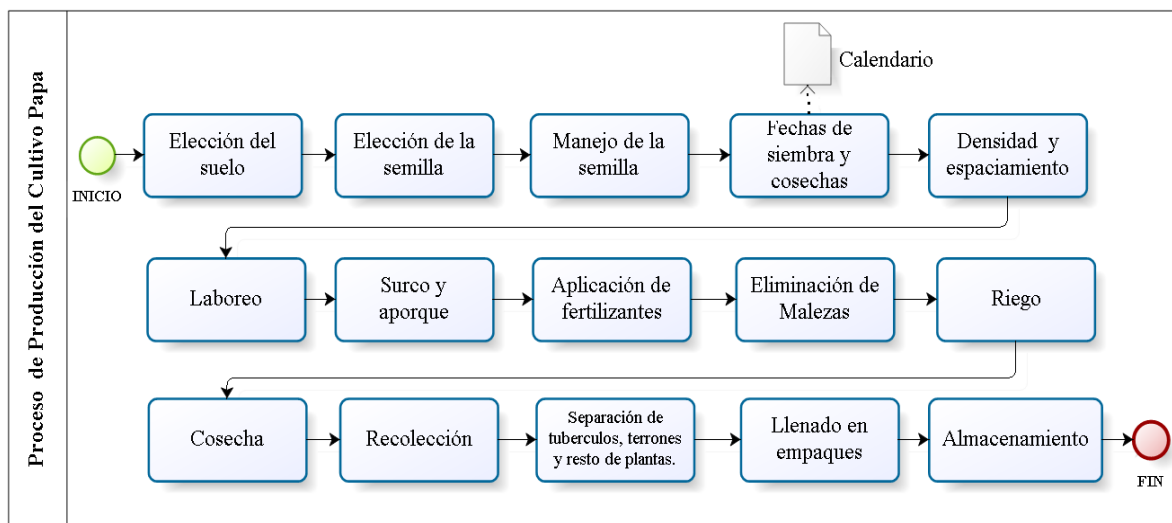 Proceso de Producción del Cultivo Papa
Calendario
INICIO
Elección del
suelo
Elección de la
semilla
Manejo de la
semilla
Fechas de
siembra y
cosechas
Densidad y
espaciamiento
Laboreo
Surco y
aporque
Aplicación de
fertilizantes
Eliminación de
Malezas
Riego
Cosecha
Recolección
Separación de
tuberculos, terrones
y resto de plantas.
Llenado en
empaques
Almacenamiento
FIN